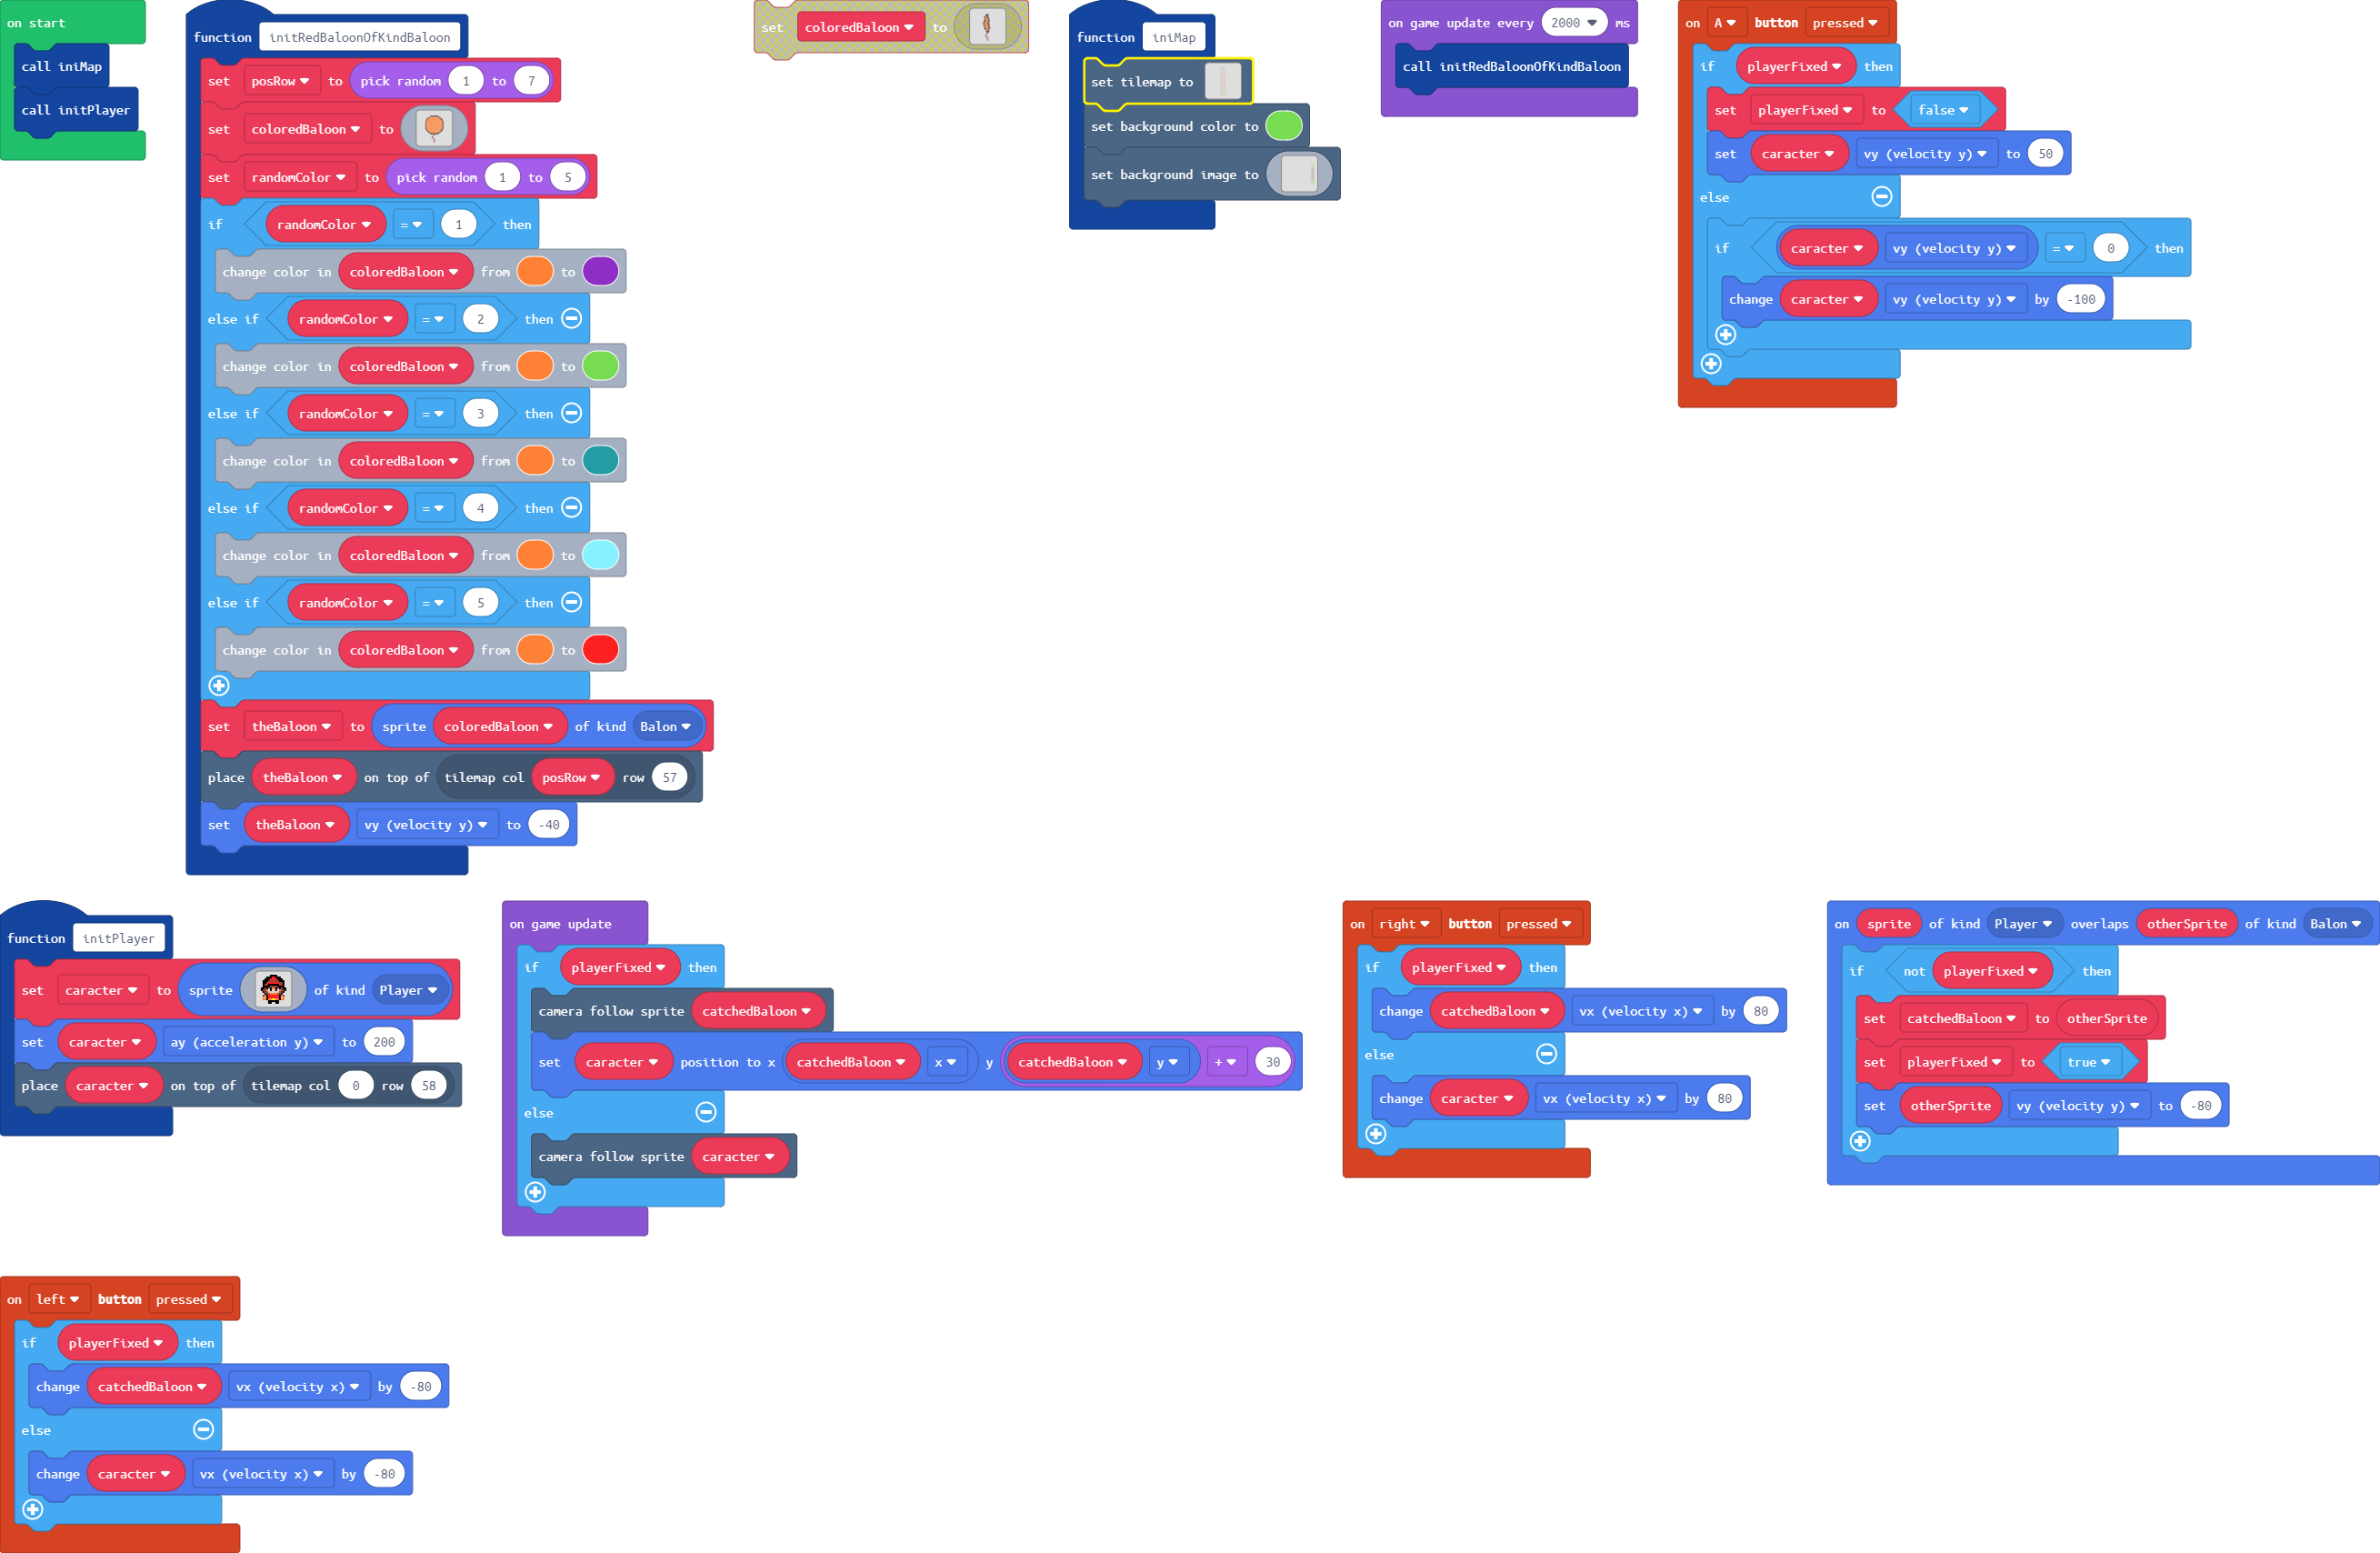 on start
call iniMap
call initPlayer
function initRedBaloonOfKindBaloon
set posRow to pick random 1 to 7
set coloredBaloon to
set randomColor to pick random 1 to 5
if randomColor = 1 then
change color in coloredBaloon from to
else if randomColor = 2 then
change color in coloredBaloon from to
else if randomColor = 3 then
change color in coloredBaloon from to
else if randomColor = 4 then
change color in coloredBaloon from to
else if randomColor = 5 then
change color in coloredBaloon from to
set theBaloon to sprite coloredBaloon of kind Balon
place theBaloon on top of tilemap col posRow row 57
set theBaloon vy (velocity y) to -40
set coloredBaloon to
function iniMap
set tilemap to
set background color to
set background image to
on game update every 2000 ms
call initRedBaloonOfKindBaloon
on A button pressed
if playerFixed then
set playerFixed to false
set caracter vy (velocity y) to 50
else
if caracter vy (velocity y) = 0 then
change caracter vy (velocity y) by -100
function initPlayer
set caracter to sprite of kind Player
set caracter ay (acceleration y) to 200
place caracter on top of tilemap col 0 row 58
on game update
if playerFixed then
camera follow sprite catchedBaloon
set caracter position to x catchedBaloon x y catchedBaloon y + 30
else
camera follow sprite caracter
on right button pressed
if playerFixed then
change catchedBaloon vx (velocity x) by 80
else
change caracter vx (velocity x) by 80
on sprite of kind Player overlaps otherSprite of kind Balon
if not playerFixed then
set catchedBaloon to otherSprite
set playerFixed to true
set otherSprite vy (velocity y) to -80
on left button pressed
if playerFixed then
change catchedBaloon vx (velocity x) by -80
else
change caracter vx (velocity x) by -80